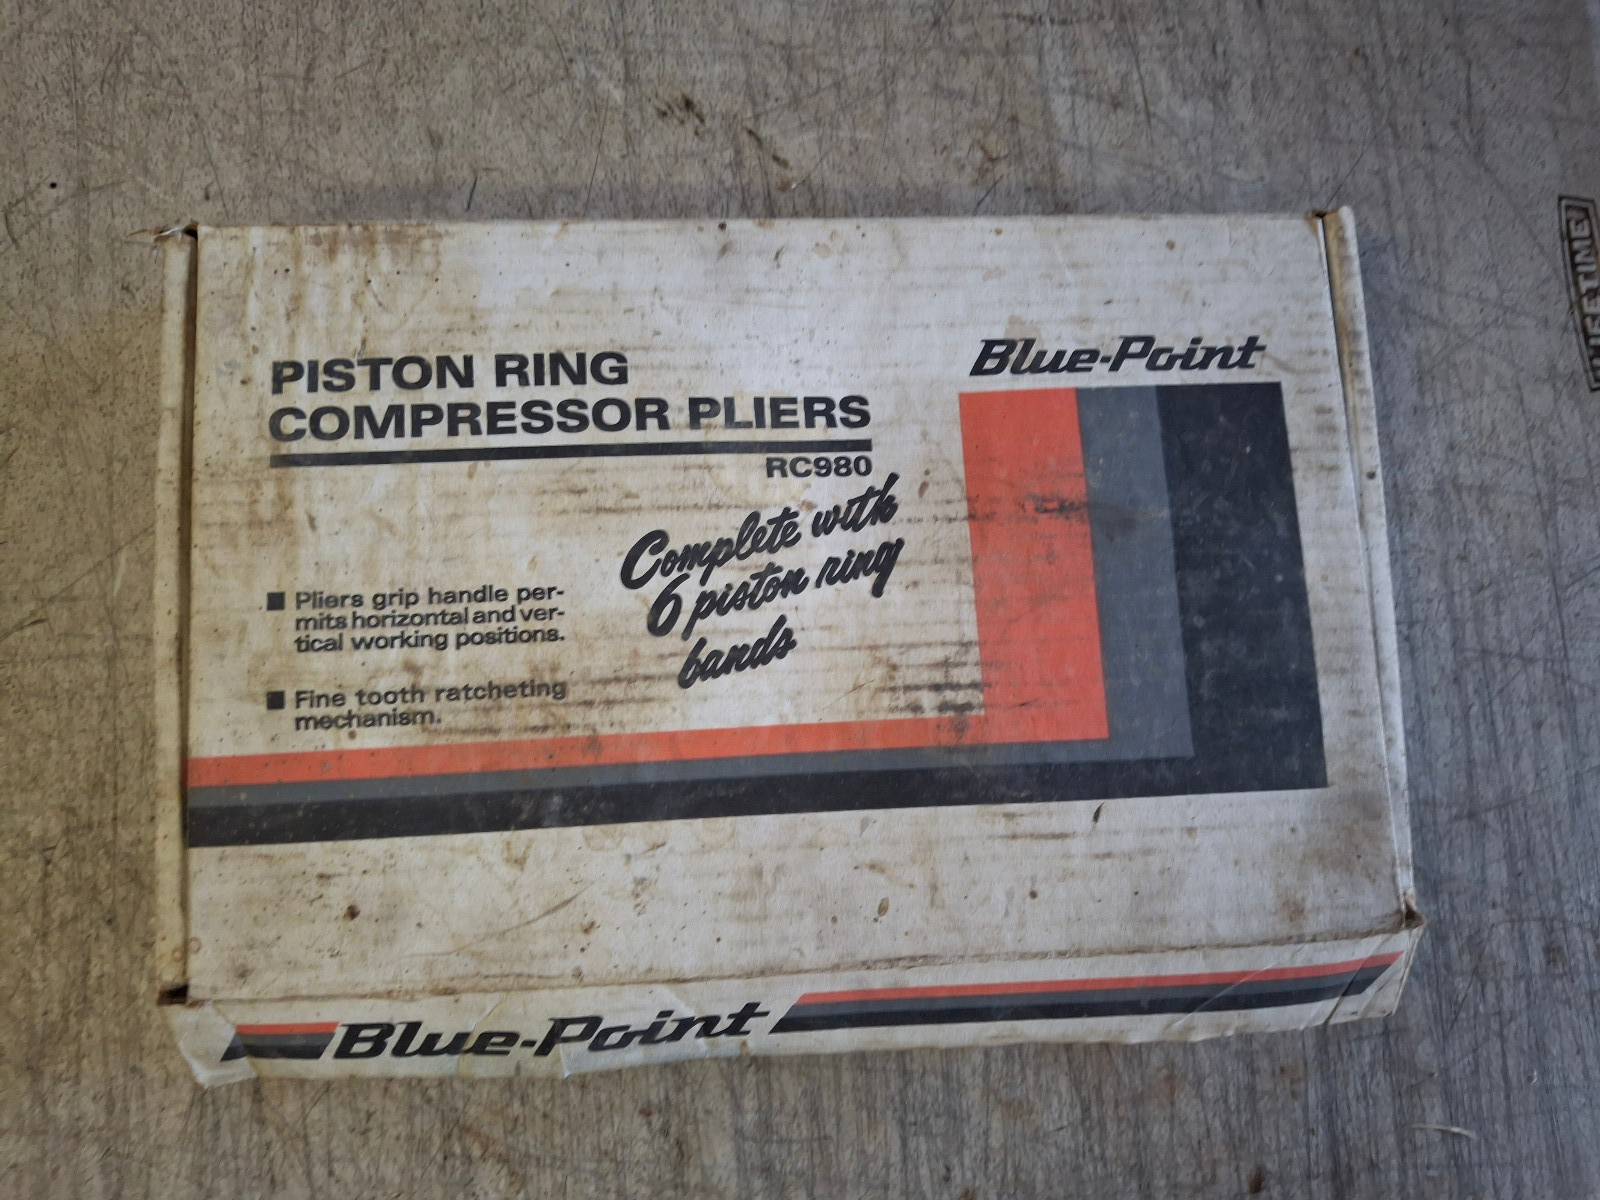 PISTON RING
COMPRESSOR PLIERS
RC980
Complete with
6 piston ring
bands
■ Pliers grip handle per-
mits horizontal and ver-
tical working positions.
■ Fine tooth ratcheting
mechanism.
Blue-Point
Blue-Point
LIFETIME